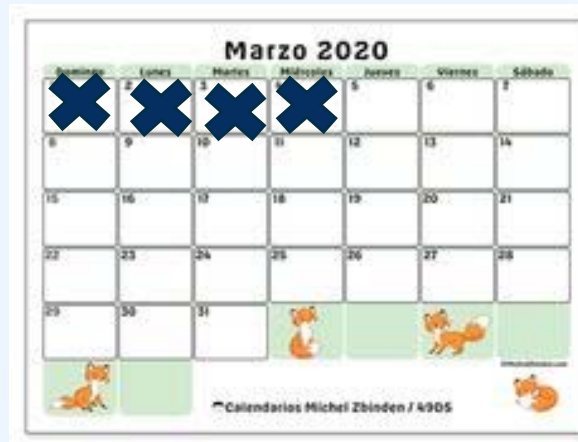 Marzo 2020
Domingo Lunes Martes Miércoles Jueves Viernes Sábado
2 3 5 6 7
8 9 10 11 12 13 14
15 16 17 18 19 20 21
22 23 24 25 26 27 28
29 30 31
Calendarios Michel Zbinden / 4905